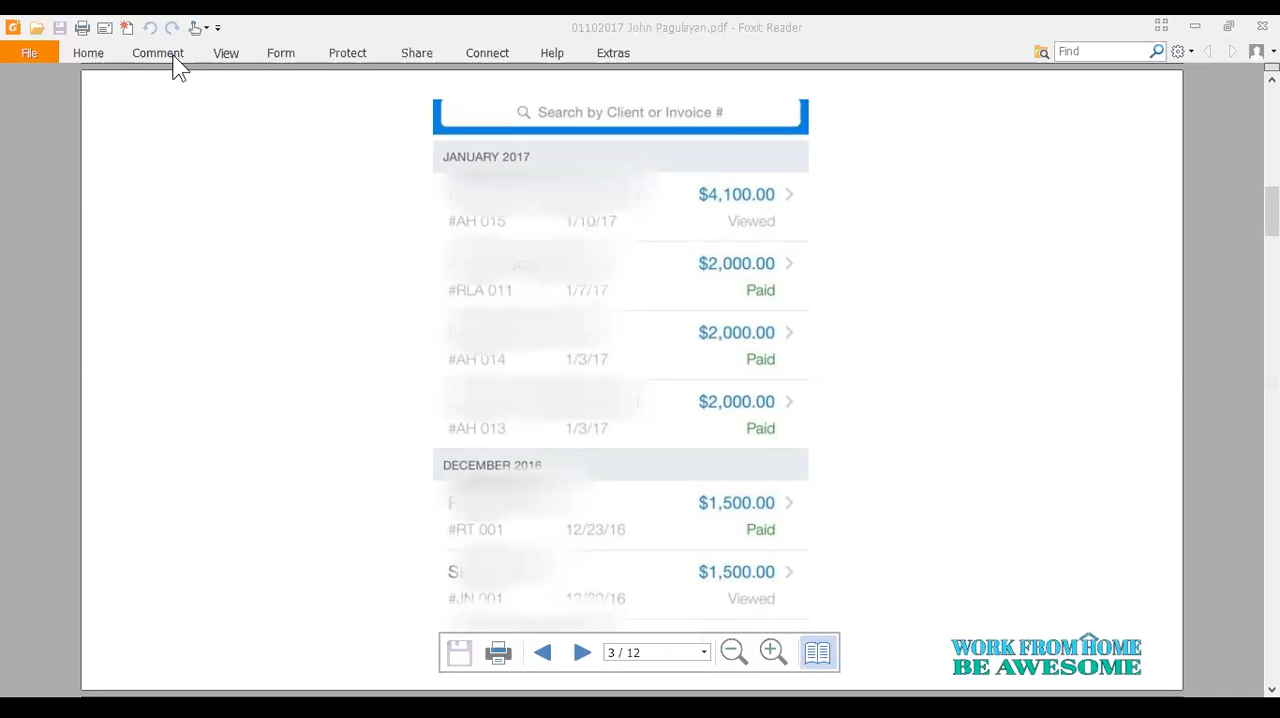 01102017 John Pagulayan.pdf - Foxit Reader
File Home Comment View Form Protect Share Connect Help Extras Find
Search by Client or Invoice #
JANUARY 2017
$4,100.00
#AH 015 1/10/17 Viewed
$2,000.00
#RLA 011 1/7/17 Paid
$2,000.00
#AH 014 1/3/17 Paid
$2,000.00
#AH 013 1/3/17 Paid
DECEMBER 2016
$1,500.00
#RT 001 12/23/16 Paid
$1,500.00
#JN 001 12/20/16 Viewed
3 / 12
WORK FROM HOME
BE AWESOME